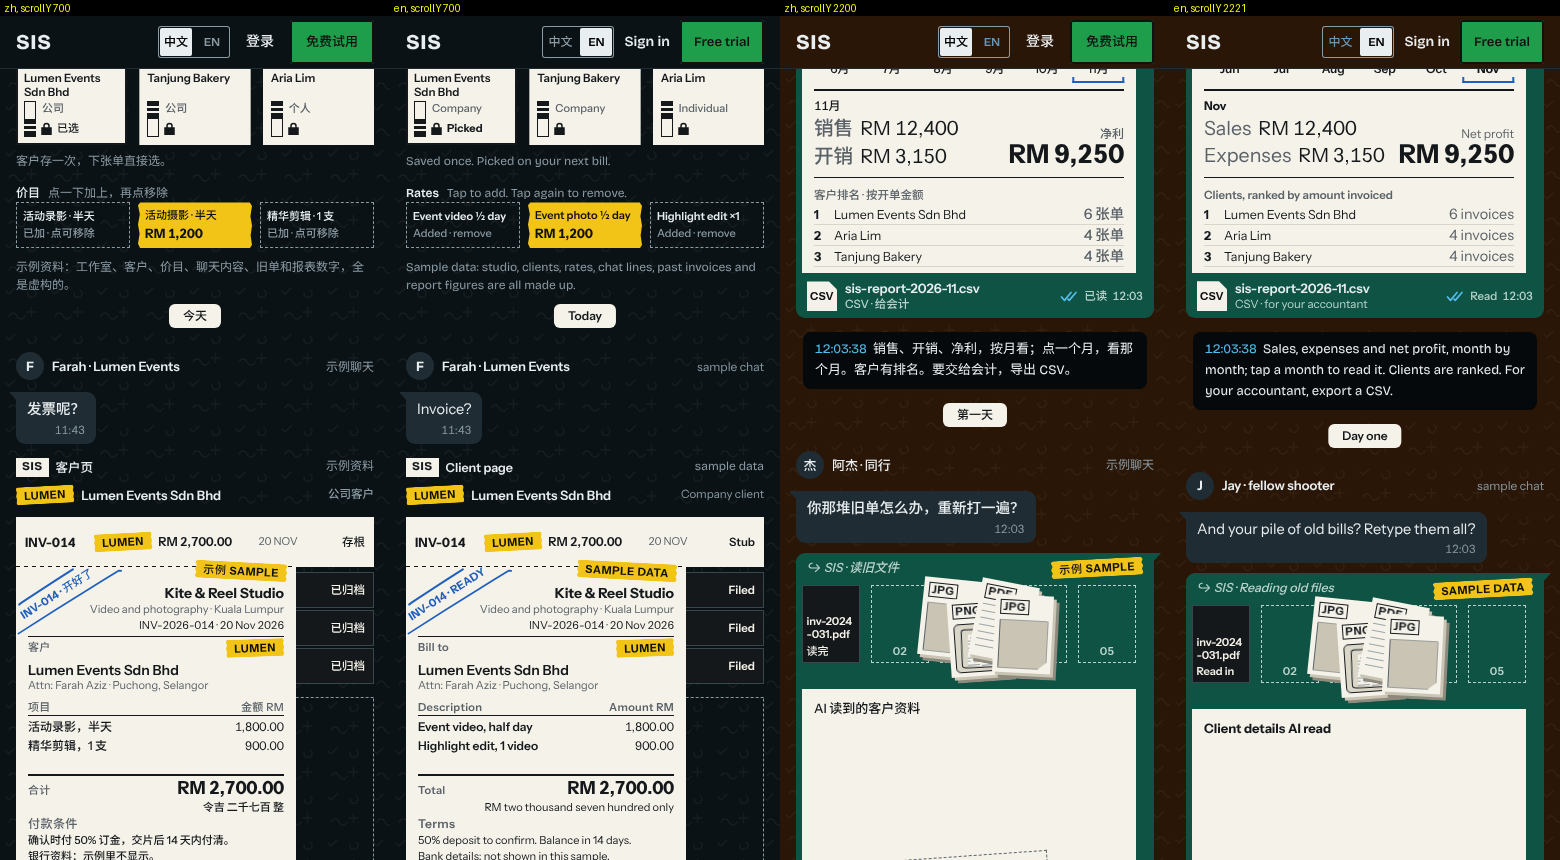 zh, scrollY 700
SIS
中文 EN
登录
免费试用
Lumen Events Sdn Bhd
公司
已选
Tanjung Bakery
公司
Aria Lim
个人
客户存一次，下张单直接选。
价目 点一下加上，再点移除
活动录影·半天
已加·点可移除
活动摄影·半天
RM 1,200
精华剪辑·1支
已加·点可移除
示例资料：工作室、客户、价目、聊天内容、旧单和报表数字，全
是虚构的。
今天
F Farah·Lumen Events 示例聊天
发票呢？
11:43
SIS 客户页 示例资料
LUMEN Lumen Events Sdn Bhd 公司客户
INV-014 LUMEN RM 2,700.00 20 NOV 存根
INV-014·开好了
示例 SAMPLE
Kite & Reel Studio
Video and photography·Kuala Lumpur
INV-2026-014·20 Nov 2026
已归档
已归档
已归档
客户 LUMEN
Lumen Events Sdn Bhd
Attn: Farah Aziz·Puchong, Selangor
项目 金额 RM
活动录影，半天 1,800.00
精华剪辑，1支 900.00
合计 RM 2,700.00
令吉 二千七百 整
付款条件
确认时付 50% 订金，交片后 14 天内付清。
银行资料：示例里不显示。
en, scrollY 700
SIS
中文 EN
Sign in
Free trial
Lumen Events Sdn Bhd
Company
Picked
Tanjung Bakery
Company
Aria Lim
Individual
Saved once. Picked on your next bill.
Rates Tap to add. Tap again to remove.
Event video ½ day
Added·remove
Event photo ½ day
RM 1,200
Highlight edit ×1
Added·remove
Sample data: studio, clients, rates, chat lines, past invoices and
report figures are all made up.
Today
F Farah·Lumen Events sample chat
Invoice?
11:43
SIS Client page sample data
LUMEN Lumen Events Sdn Bhd Company client
INV-014 LUMEN RM 2,700.00 20 NOV Stub
INV-014·READY
SAMPLE DATA
Kite & Reel Studio
Video and photography·Kuala Lumpur
INV-2026-014·20 Nov 2026
Filed
Filed
Filed
Bill to LUMEN
Lumen Events Sdn Bhd
Attn: Farah Aziz·Puchong, Selangor
Description Amount RM
Event video, half day 1,800.00
Highlight edit, 1 video 900.00
Total RM 2,700.00
RM two thousand seven hundred only
Terms
50% deposit to confirm. Balance in 14 days.
Bank details: not shown in this sample.
zh, scrollY 2200
SIS
中文 EN
登录
免费试用
6月 7月 8月 9月 10月 11月
11月
销售 RM 12,400
开销 RM 3,150
净利
RM 9,250
客户排名·按开单金额
1 Lumen Events Sdn Bhd 6 张单
2 Aria Lim 4 张单
3 Tanjung Bakery 4 张单
CSV
sis-report-2026-11.csv
CSV·给会计
已读 12:03
12:03:38 销售、开销、净利，按月看；点一个月，看那
个月。客户有排名。要交给会计，导出 CSV。
第一天
杰 阿杰·同行 示例聊天
你那堆旧单怎么办，重新打一遍？
12:03
SIS·读旧文件
示例 SAMPLE
inv-2024
-031.pdf
读完
02
JPG
PNG
PDF
JPG
05
AI 读到的客户资料
en, scrollY 2221
SIS
中文 EN
Sign in
Free trial
Jun Jul Aug Sep Oct Nov
Nov
Sales RM 12,400
Expenses RM 3,150
Net profit
RM 9,250
Clients, ranked by amount invoiced
1 Lumen Events Sdn Bhd 6 invoices
2 Aria Lim 4 invoices
3 Tanjung Bakery 4 invoices
CSV
sis-report-2026-11.csv
CSV·for your accountant
Read 12:03
12:03:38 Sales, expenses and net profit, month by
month; tap a month to read it. Clients are ranked. For
your accountant, export a CSV.
Day one
J Jay·fellow shooter sample chat
And your pile of old bills? Retype them all?
12:03
SIS·Reading old files
SAMPLE DATA
inv-2024
-031.pdf
Read in
02
JPG
PNG
PDF
JPG
05
Client details AI read